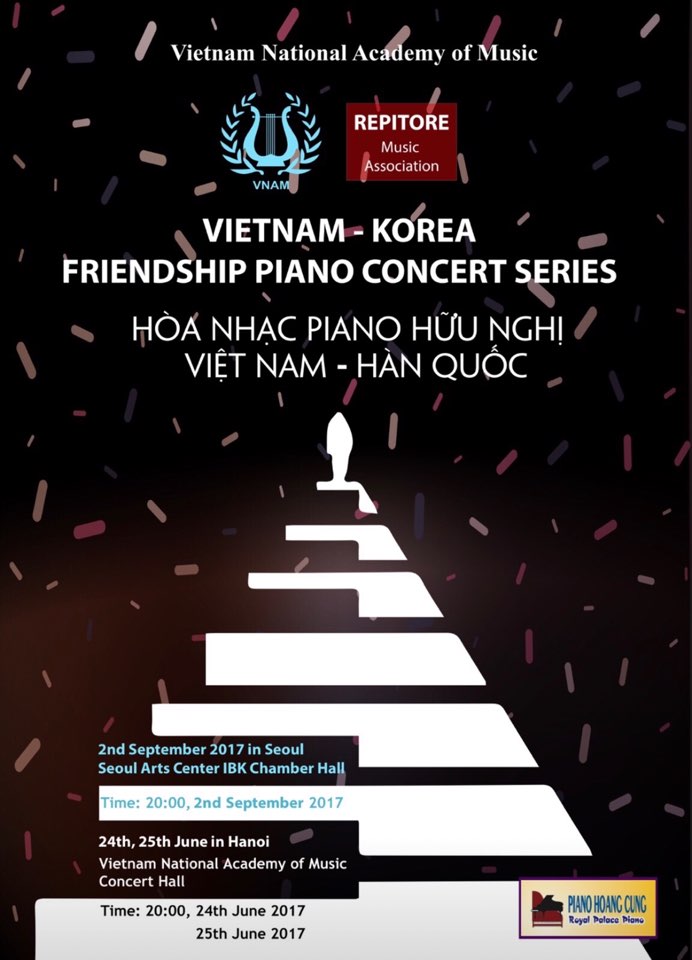 Vietnam National Academy of Music
VNAM
REPITORE
Music
Association
VIETNAM - KOREA
FRIENDSHIP PIANO CONCERT SERIES
HÒA NHẠC PIANO HỮU NGHỊ
VIỆT NAM - HÀN QUỐC
2nd September 2017 in Seoul
Seoul Arts Center IBK Chamber Hall
Time: 20:00, 2nd September 2017
24th, 25th June in Hanoi
Vietnam National Academy of Music
Concert Hall
Time: 20:00, 24th June 2017
25th June 2017
PIANO HOANG CUNG
Royal Palace Piano